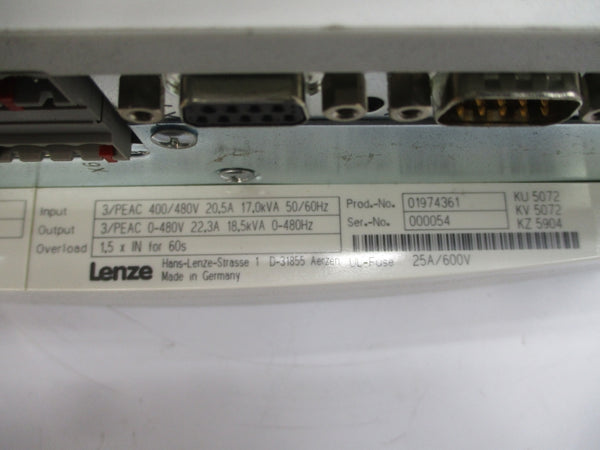 Input 3/PEAC 400/480V 20,5A 17,0kVA 50/60Hz Prod.-No. 01974361 KU 5072
Output 3/PEAC 0-480V 22,3A 18,5kVA 0-480Hz Ser.-No. 000054 KV 5072
Overload 1,5 x IN for 60s KZ 5904
Lenze Hans-Lenze-Strasse 1 D-31855 Aerzen UL-Fuse 25A/600V
Made in Germany